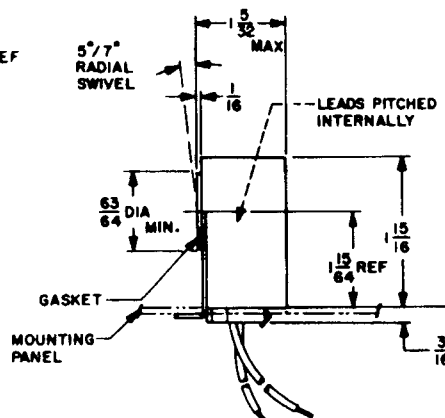 EF
1 5/32
MAX
5°/7°
RADIAL
SWIVEL
1/16
LEADS PITCHED
INTERNALLY
63/64 DIA
MIN.
1 15/16
1 15/64 REF
GASKET
MOUNTING
PANEL
3/16